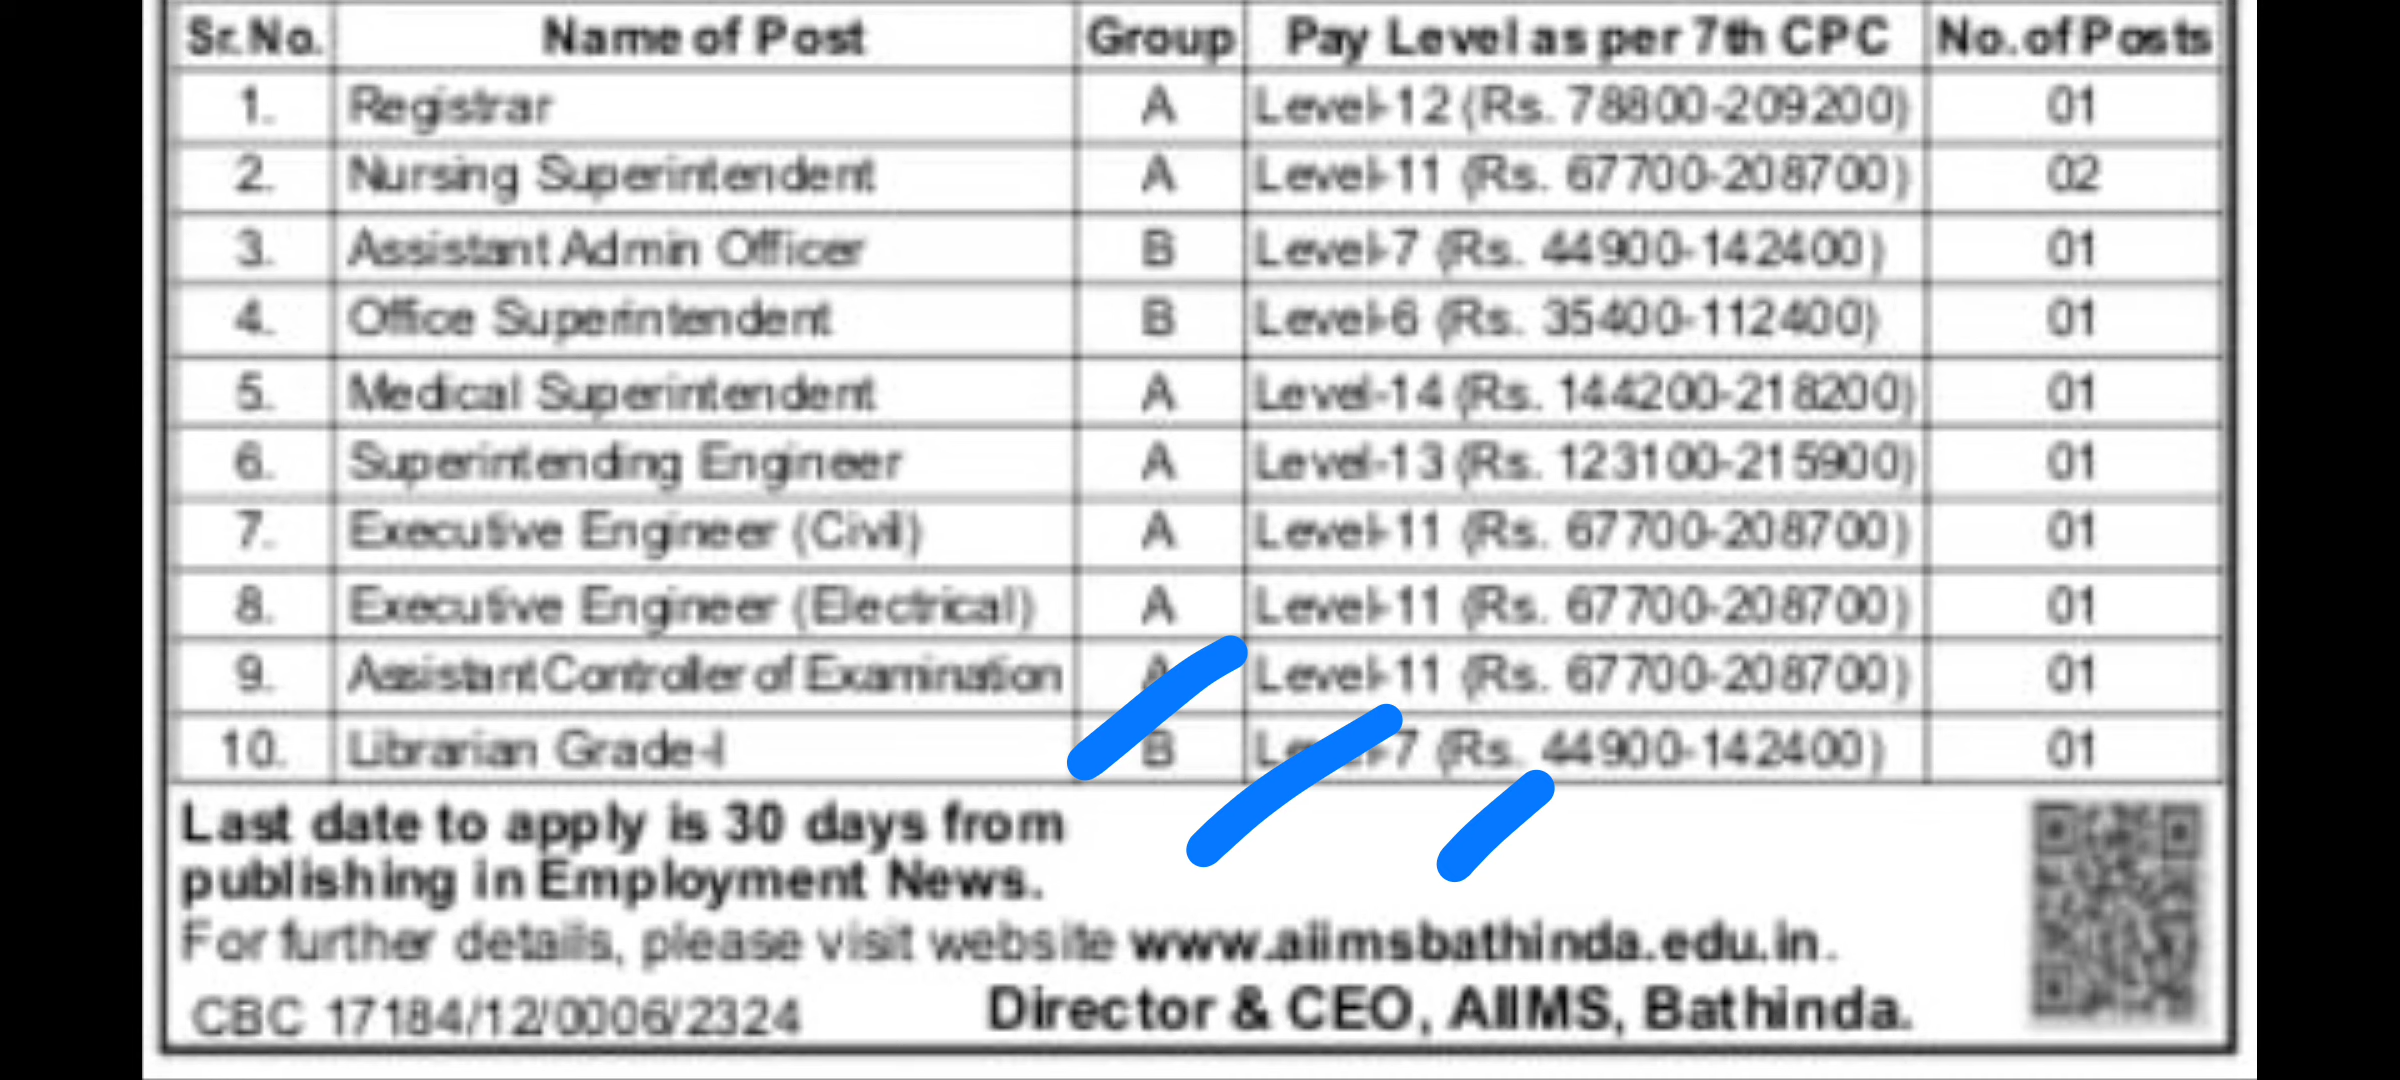 Sr.No. Name of Post Group Pay Level as per 7th CPC No. of Posts
1. Registrar A Level-12 (Rs. 78800-209200) 01
2. Nursing Superintendent A Level-11 (Rs. 67700-208700) 02
3. Assistant Admin Officer B Level-7 (Rs. 44900-142400) 01
4. Office Superintendent B Level-6 (Rs. 35400-112400) 01
5. Medical Superintendent A Level-14 (Rs. 144200-218200) 01
6. Superintending Engineer A Level-13 (Rs. 123100-215900) 01
7. Executive Engineer (Civil) A Level-11 (Rs. 67700-208700) 01
8. Executive Engineer (Electrical) A Level-11 (Rs. 67700-208700) 01
9. Assistant Controller of Examination A Level-11 (Rs. 67700-208700) 01
10. Librarian Grade-I B Level-7 (Rs. 44900-142400) 01
Last date to apply is 30 days from
publishing in Employment News.
For further details, please visit website www.aiimsbathinda.edu.in.
CBC 17184/12/0006/2324 Director & CEO, AIIMS, Bathinda.